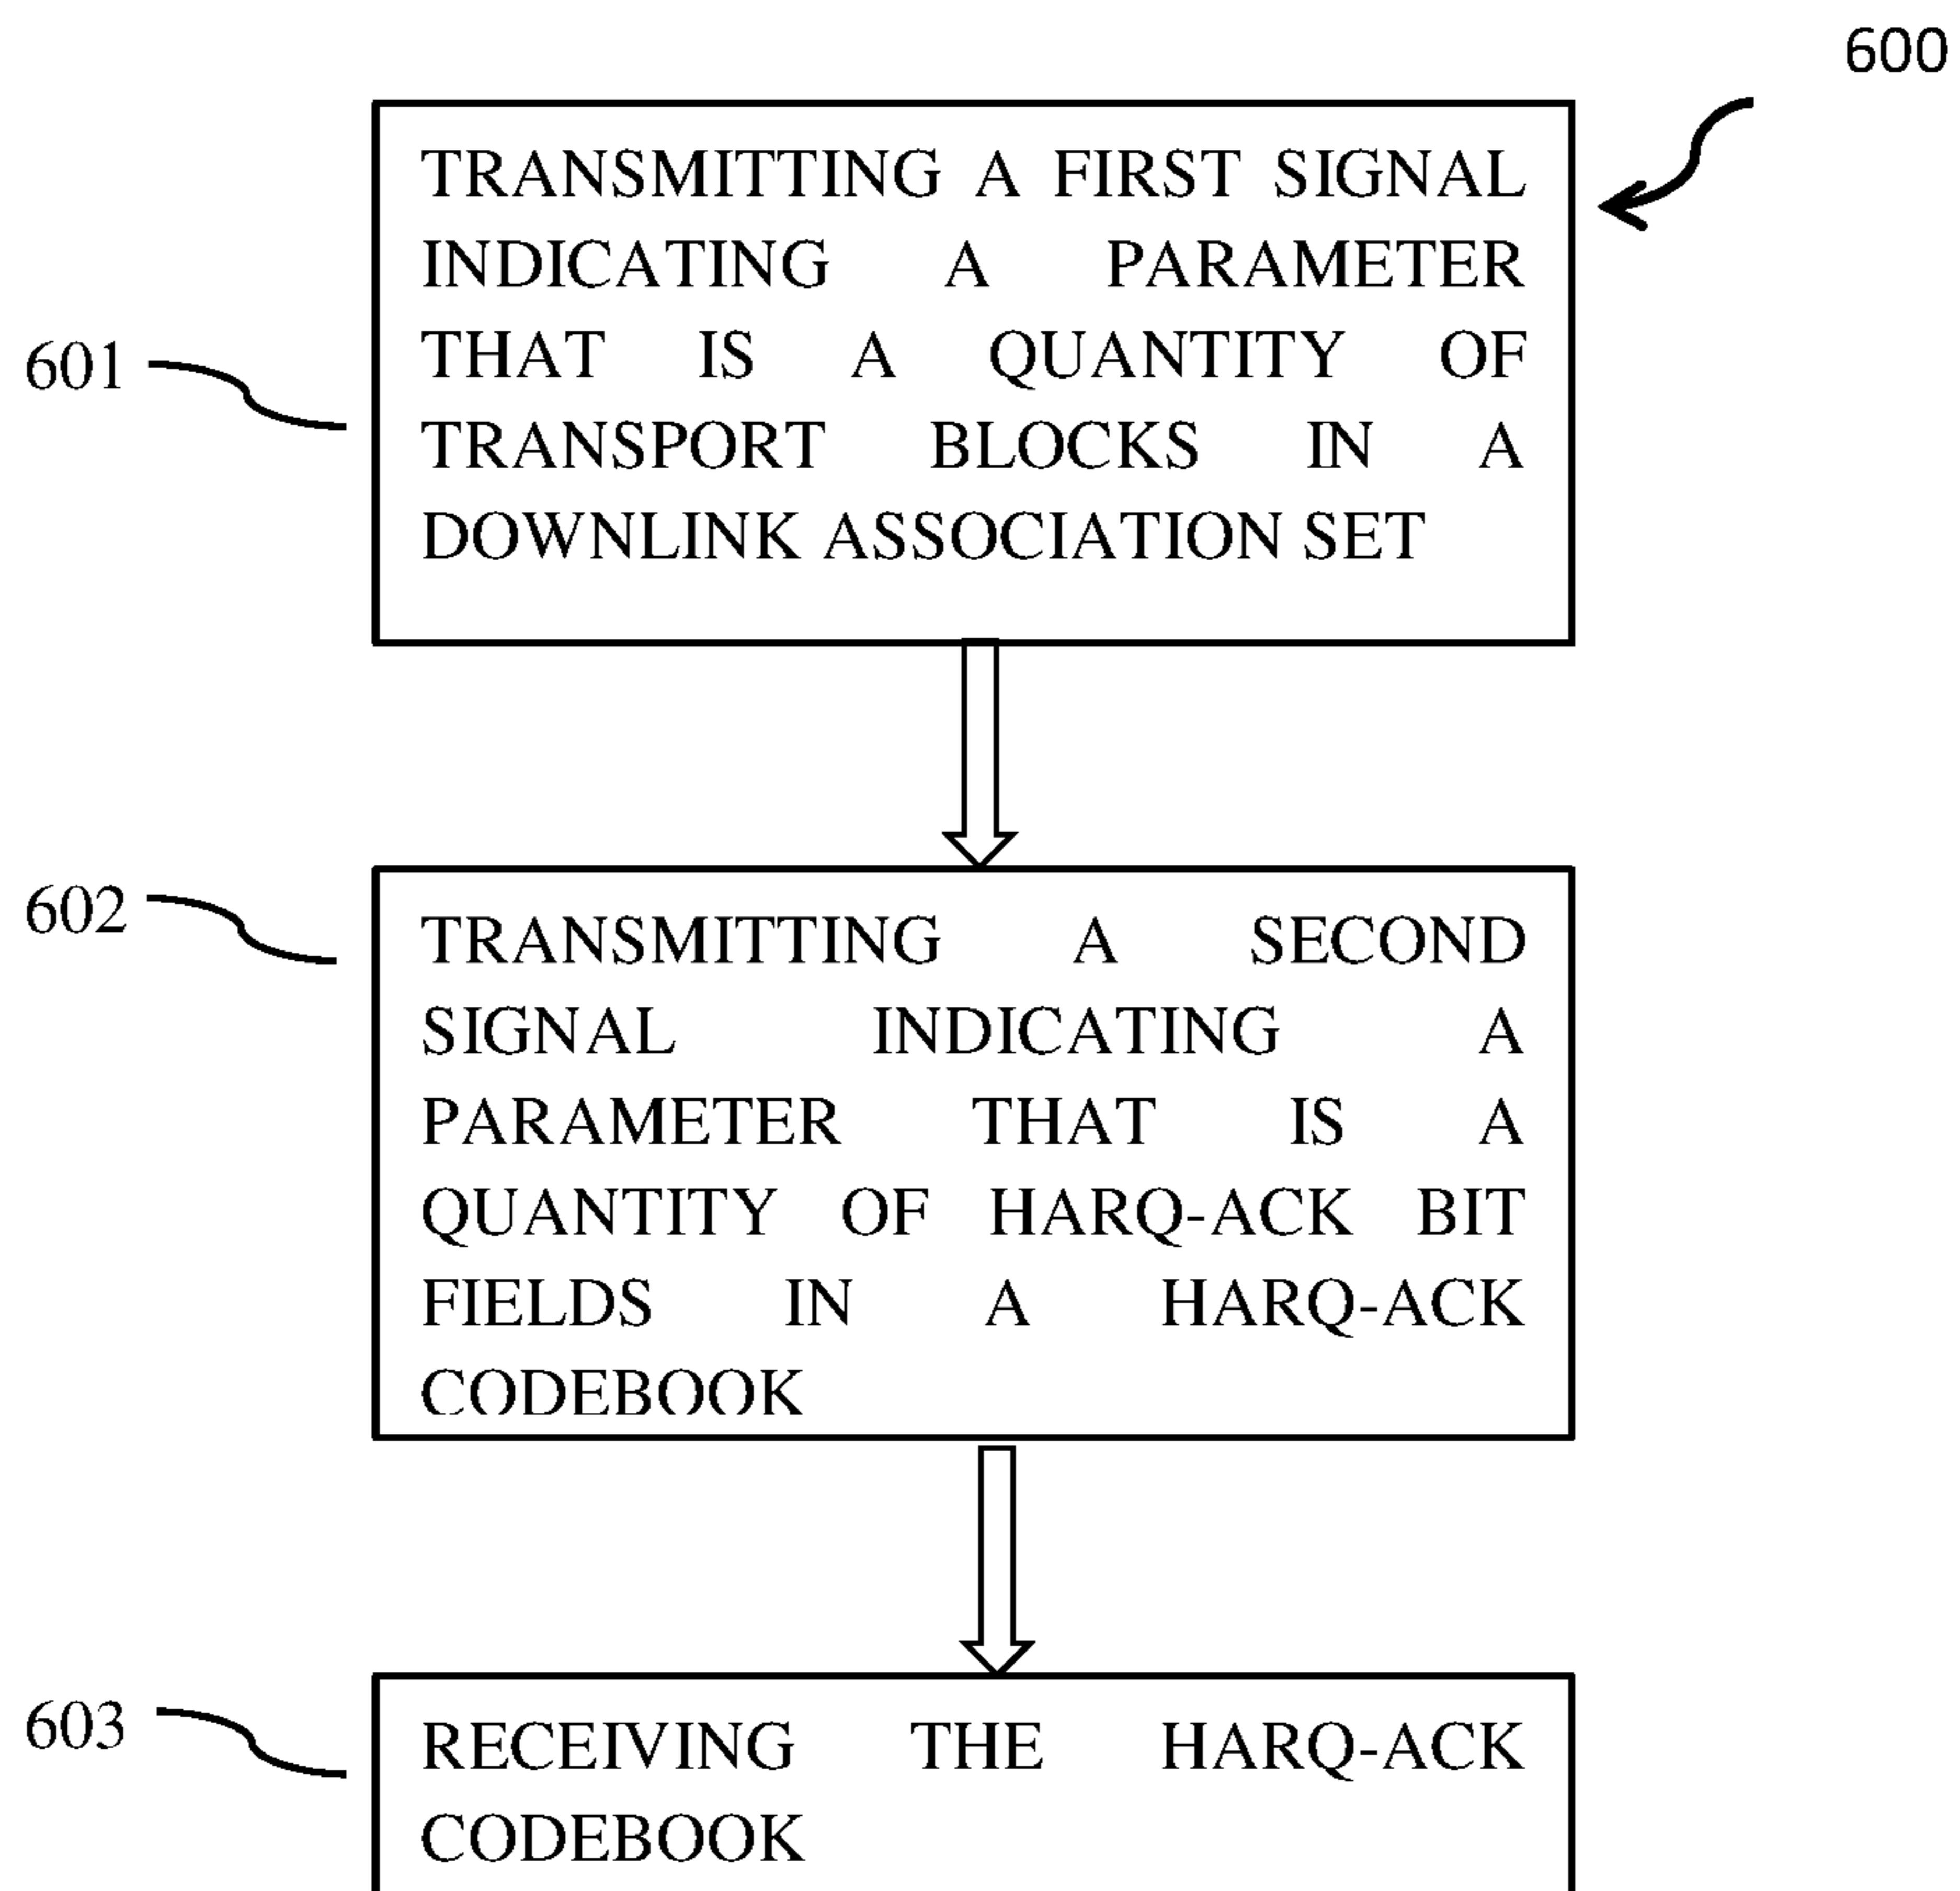 600
TRANSMITTING A FIRST SIGNAL
INDICATING A PARAMETER
THAT IS A QUANTITY OF
601
TRANSPORT BLOCKS IN A
DOWNLINK ASSOCIATION SET
602
TRANSMITTING A SECOND
SIGNAL INDICATING A
PARAMETER THAT IS A
QUANTITY OF HARQ-ACK BIT
FIELDS IN A HARQ-ACK
CODEBOOK
603
RECEIVING THE HARQ-ACK
CODEBOOK